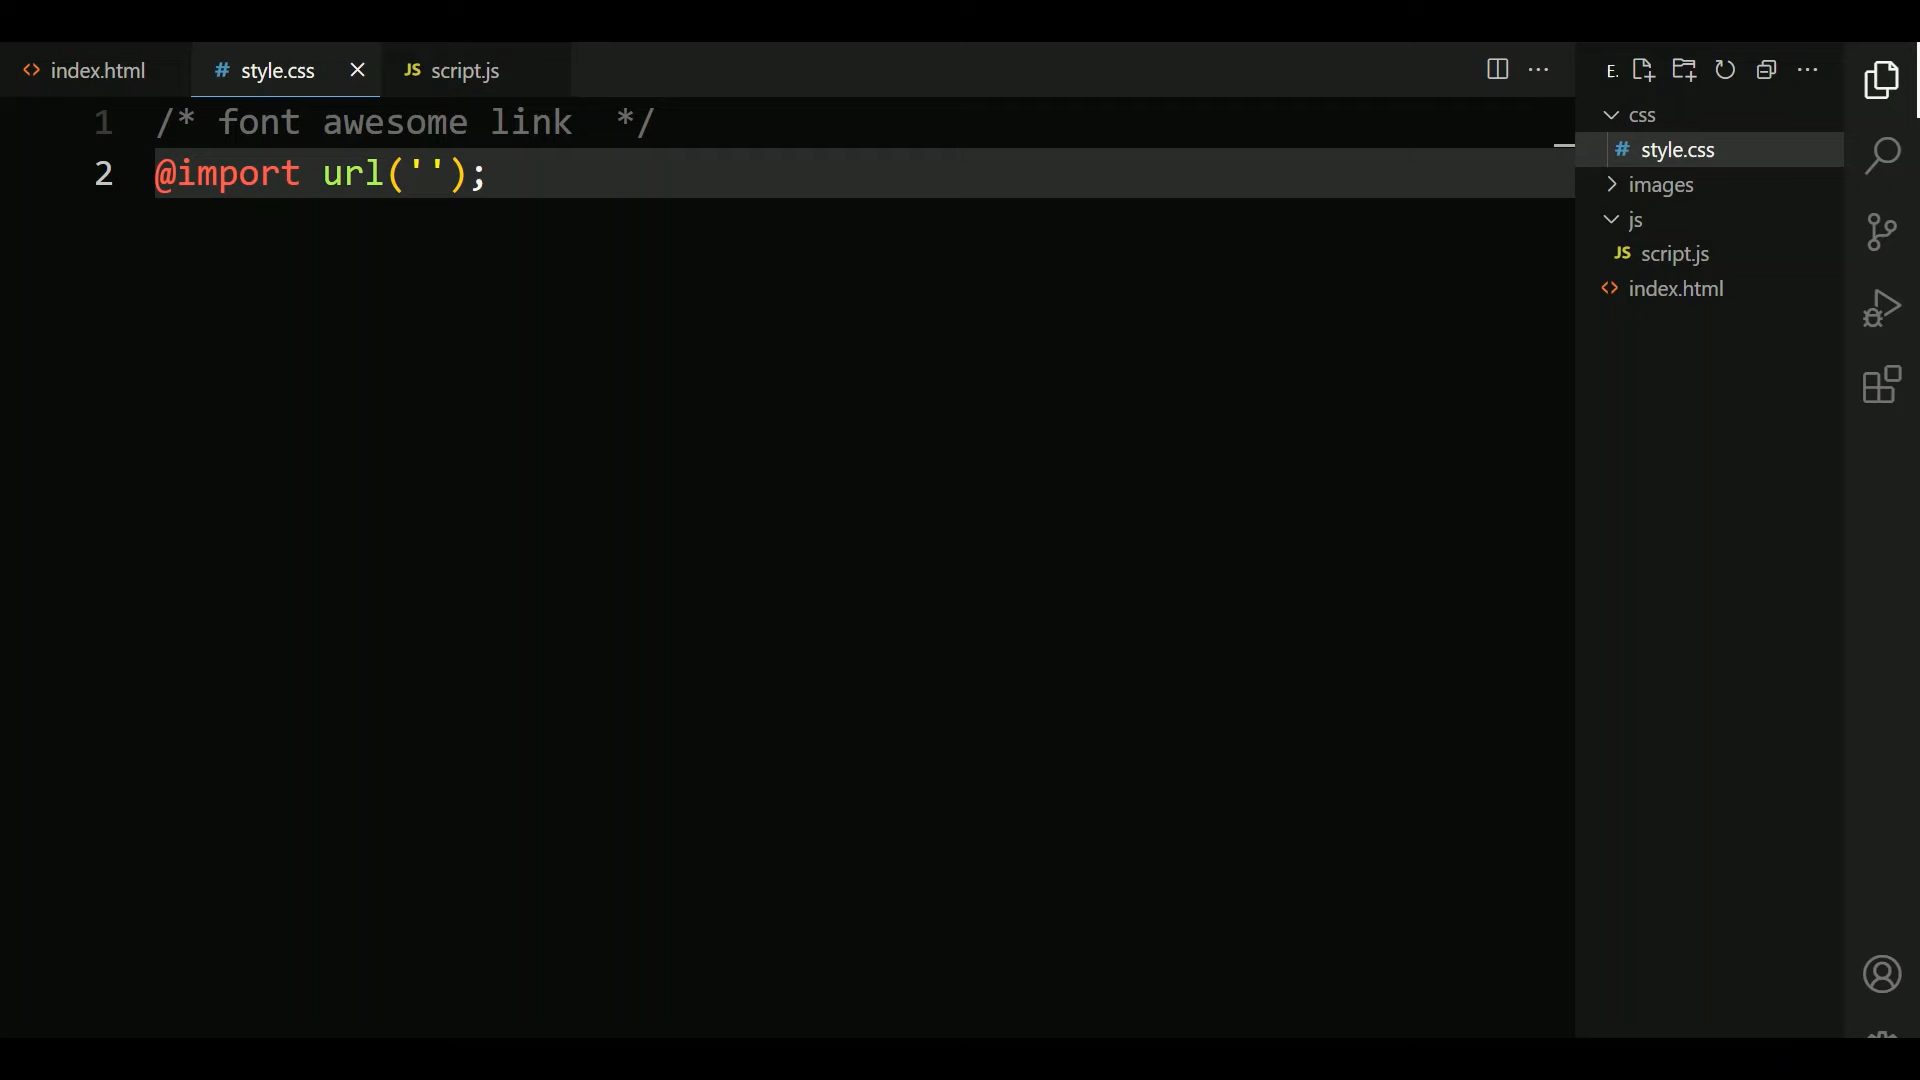 index.html
# style.css
JS script.js
E.
1 /* font awesome link  */
2 @import url('');
css
# style.css
images
js
JS script.js
index.html